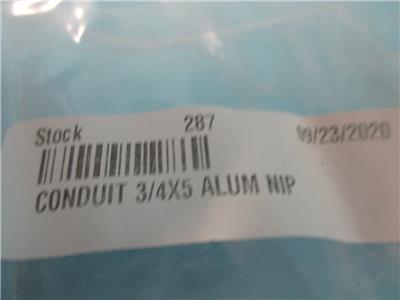 Stock 287 09/23/2020
CONDUIT 3/4X5 ALUM NIP